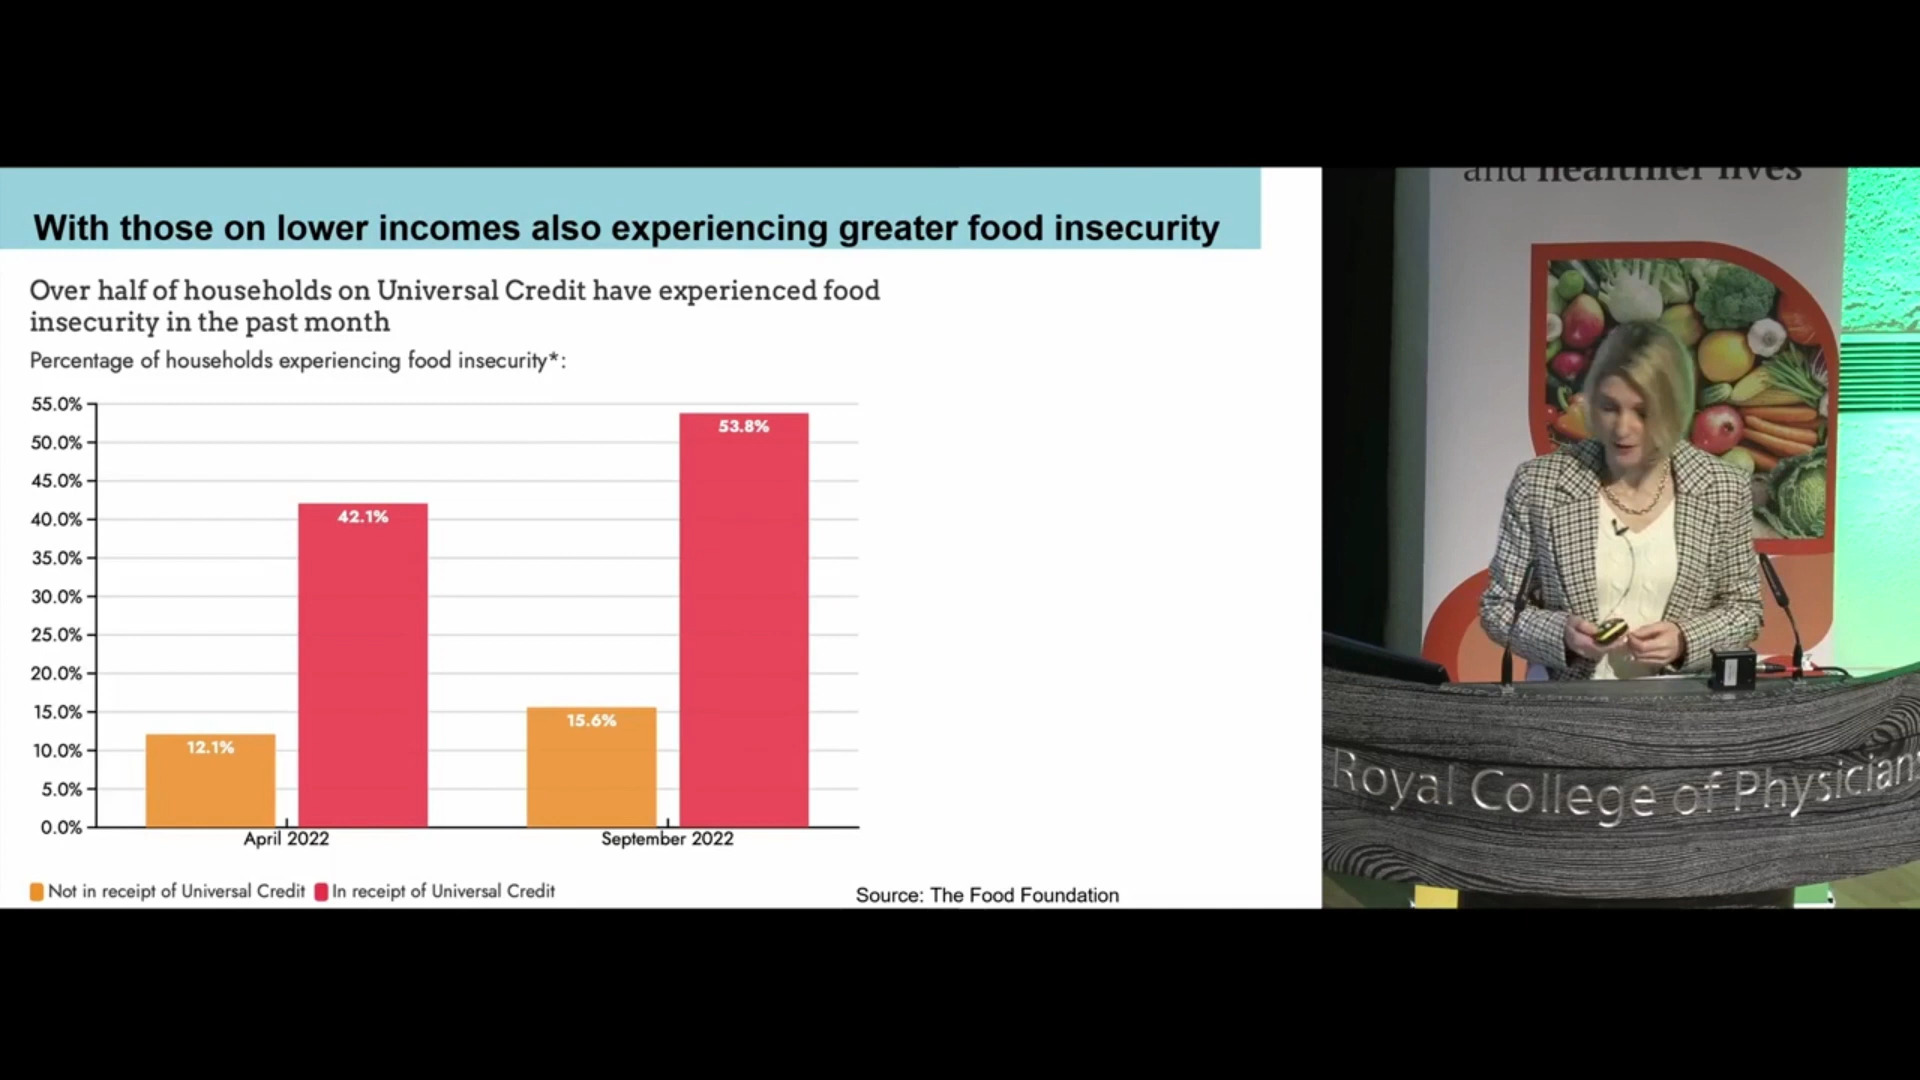 With those on lower incomes also experiencing greater food insecurity
Over half of households on Universal Credit have experienced food
insecurity in the past month
Percentage of households experiencing food insecurity*:
55.0%
50.0%
45.0%
40.0%
35.0%
30.0%
25.0%
20.0%
15.0%
10.0%
5.0%
0.0%
12.1%
42.1%
15.6%
53.8%
April 2022
September 2022
Not in receipt of Universal Credit
In receipt of Universal Credit
Source: The Food Foundation
and healthier lives
Royal College of Physicians